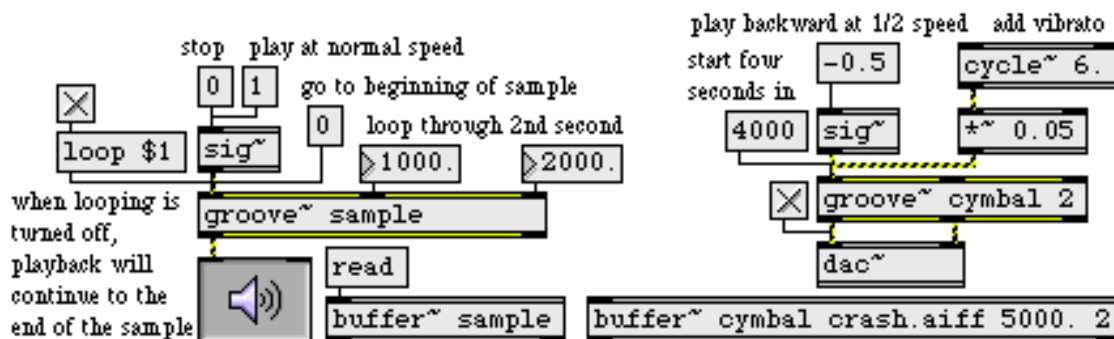 stop play at normal speed
0 1
go to beginning of sample
0
loop through 2nd second
loop $1
sig~
1000.
2000.
when looping is
turned off,
playback will
continue to the
end of the sample
groove~ sample
read
buffer~ sample
play backward at 1/2 speed add vibrato
start four
seconds in
-0.5
cycle~ 6.
4000
sig~
*~ 0.05
groove~ cymbal 2
dac~
buffer~ cymbal crash.aiff 5000. 2